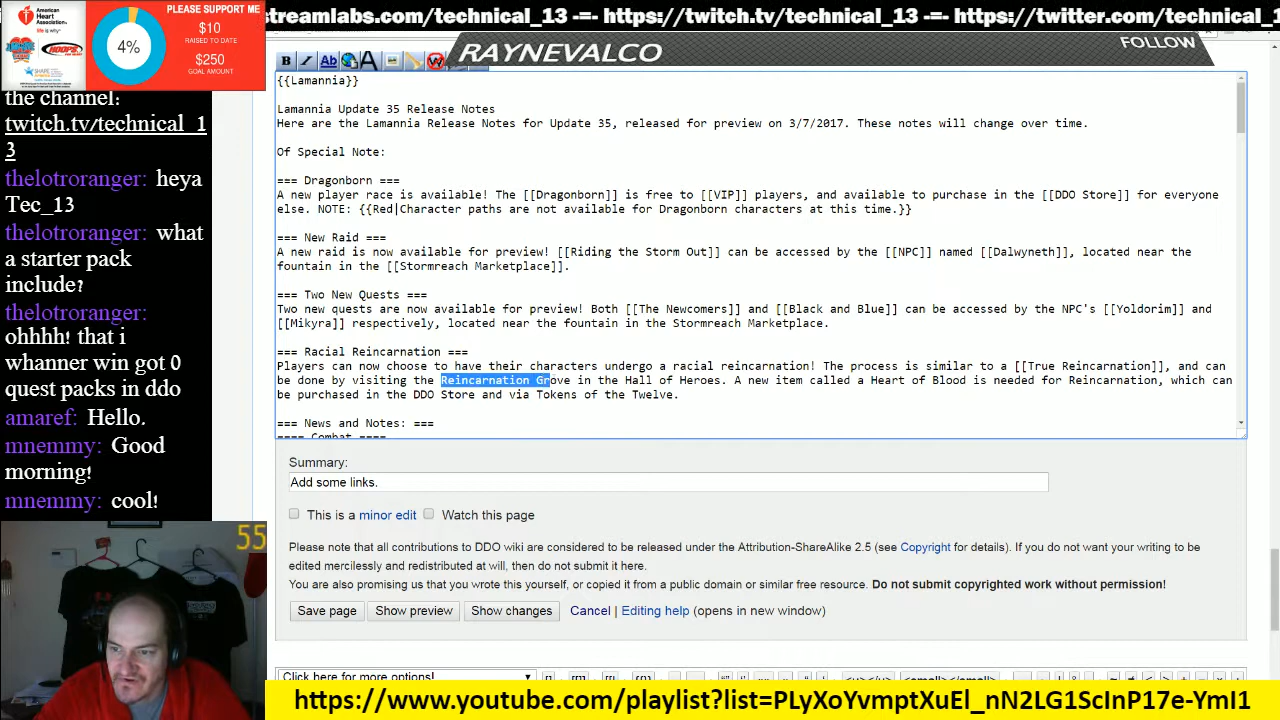 American
Heart
Association®
life is why™
HOOPS
4%
PLEASE SUPPORT ME
$10
RAISED TO DATE
$250
GOAL AMOUNT
streamlabs.com/technical_13 -=- https://twitch.tv/technical_13 -=- https://twitter.com/technical_1
RAYNEVALCO
FOLLOW
the channel:
twitch.tv/technical_1
3
thelotroranger: heya
Tec_13
thelotroranger: what
a starter pack
include?
thelotroranger:
ohhhh! that i
whanner win got 0
quest packs in ddo
amaref: Hello.
mnemmy: Good
morning!
mnemmy: cool!
55
B I Ab A W
{{Lamannia}}
Lamannia Update 35 Release Notes
Here are the Lamannia Release Notes for Update 35, released for preview on 3/7/2017. These notes will change over time.
Of Special Note:
=== Dragonborn ===
A new player race is available! The [[Dragonborn]] is free to [[VIP]] players, and available to purchase in the [[DDO Store]] for everyone
else. NOTE: {{Red|Character paths are not available for Dragonborn characters at this time.}}
=== New Raid ===
A new raid is now available for preview! [[Riding the Storm Out]] can be accessed by the [[NPC]] named [[Dalwyneth]], located near the
fountain in the [[Stormreach Marketplace]].
=== Two New Quests ===
Two new quests are now available for preview! Both [[The Newcomers]] and [[Black and Blue]] can be accessed by the NPC's [[Yoldorim]] and
[[Mikyra]] respectively, located near the fountain in the Stormreach Marketplace.
=== Racial Reincarnation ===
Players can now choose to have their characters undergo a racial reincarnation! The process is similar to a [[True Reincarnation]], and can
be done by visiting the Reincarnation Grove in the Hall of Heroes. A new item called a Heart of Blood is needed for Reincarnation, which can
be purchased in the DDO Store and via Tokens of the Twelve.
=== News and Notes: ===
==== Combat ====
Summary:
Add some links.
This is a minor edit Watch this page
Please note that all contributions to DDO wiki are considered to be released under the Attribution-ShareAlike 2.5 (see Copyright for details). If you do not want your writing to be
edited mercilessly and redistributed at will, then do not submit it here.
You are also promising us that you wrote this yourself, or copied it from a public domain or similar free resource. Do not submit copyrighted work without permission!
Save page Show preview Show changes Cancel | Editing help (opens in new window)
Click here for more options!
https://www.youtube.com/playlist?list=PLyXoYvmptXuEl_nN2LG1ScInP17e-YmI1